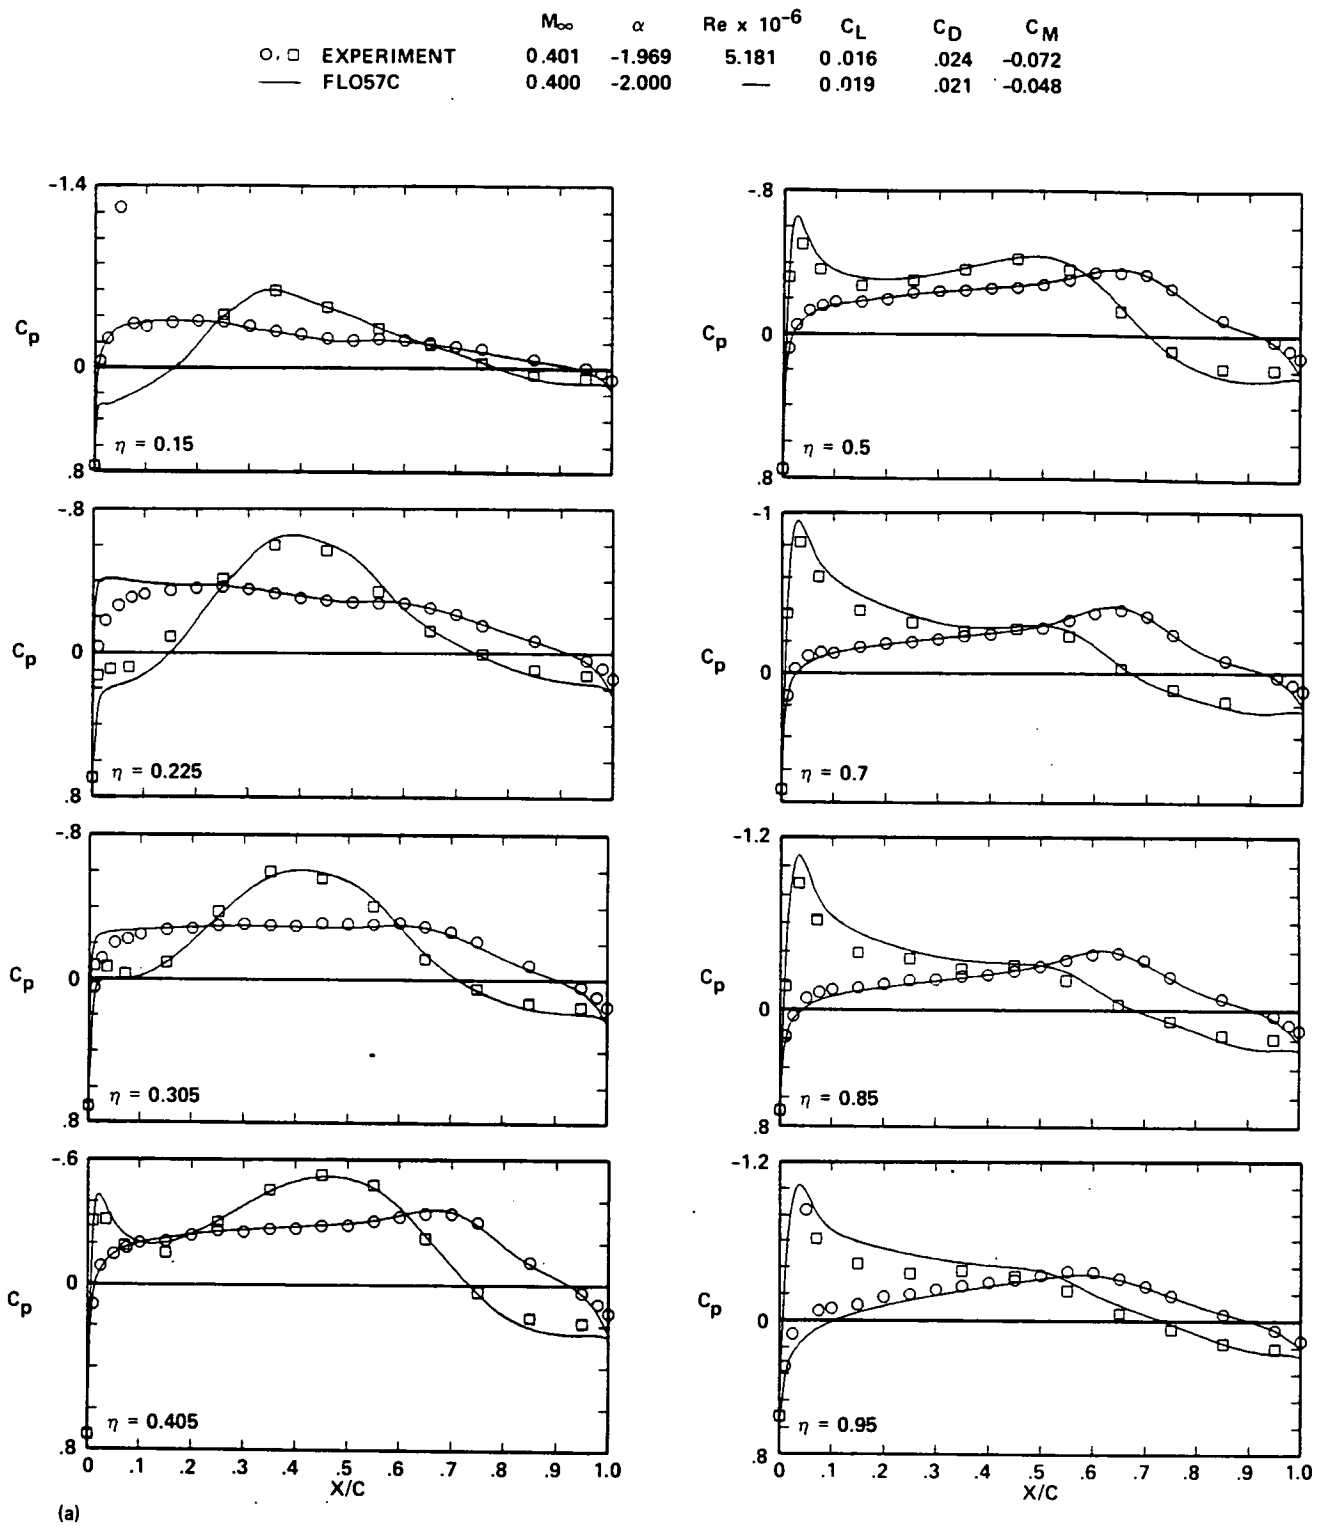 M∞ α Re x 10⁻⁶ C_L C_D C_M
○, □ EXPERIMENT 0.401 -1.969 5.181 0.016 .024 -0.072
— FLO57C 0.400 -2.000 — 0.019 .021 -0.048
-1.4
C_p
0
.8
η = 0.15
-.8
C_p
0
.8
η = 0.225
-.8
C_p
0
.8
η = 0.305
-.6
C_p
0
.8
η = 0.405
0 .1 .2 .3 .4 .5 .6 .7 .8 .9 1.0
X/C
-.8
C_p
0
.8
η = 0.5
-1
C_p
0
η = 0.7
-1.2
C_p
0
.8
η = 0.85
-1.2
C_p
0
.8
η = 0.95
0 .1 .2 .3 .4 .5 .6 .7 .8 .9 1.0
X/C
(a)